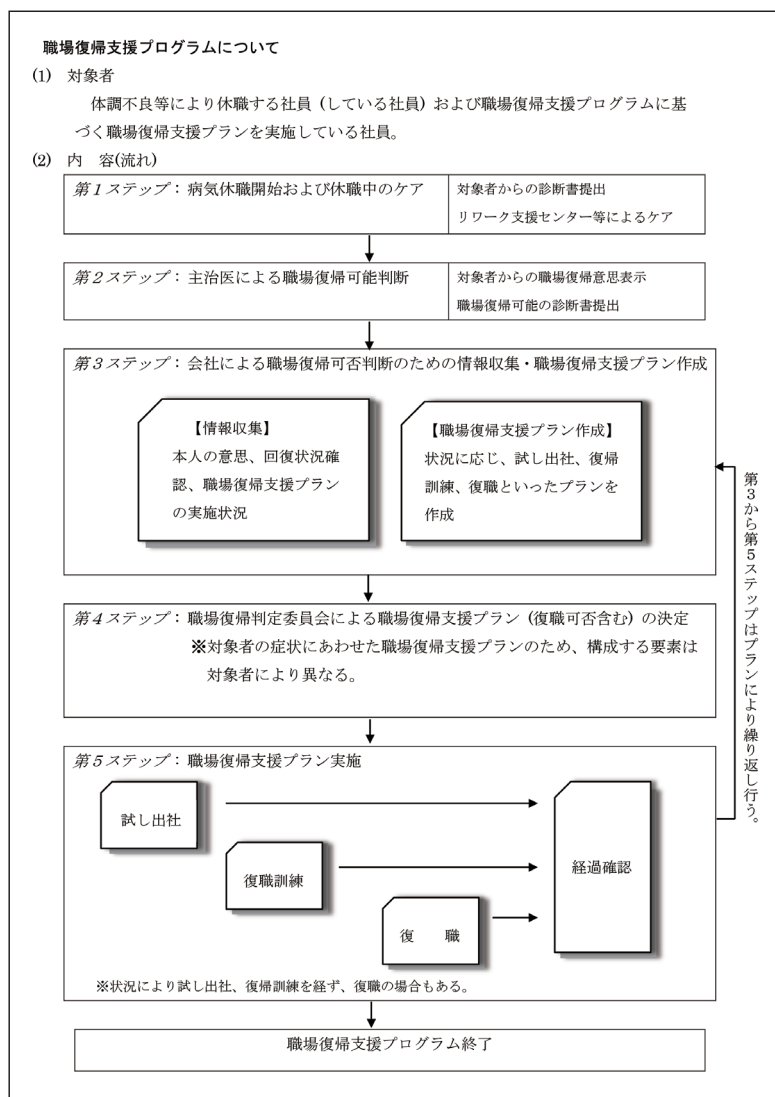 職場復帰支援プログラムについて
(1) 対象者
体調不良等により休職する社員（している社員）および職場復帰支援プログラムに基
づく職場復帰支援プランを実施している社員。
(2) 内　容(流れ)
第1ステップ：病気休職開始および休職中のケア
対象者からの診断書提出
リワーク支援センター等によるケア
第2ステップ：主治医による職場復帰可能判断
対象者からの職場復帰意思表示
職場復帰可能の診断書提出
第3ステップ：会社による職場復帰可否判断のための情報収集・職場復帰支援プラン作成
【情報収集】
本人の意思、回復状況確
認、職場復帰支援プラン
の実施状況
【職場復帰支援プラン作成】
状況に応じ、試し出社、復帰
訓練、復職といったプランを
作成
第3から第5ステップはプランにより繰り返し行う。
第4ステップ：職場復帰判定委員会による職場復帰支援プラン（復職可否含む）の決定
※対象者の症状にあわせた職場復帰支援プランのため、構成する要素は
対象者により異なる。
第5ステップ：職場復帰支援プラン実施
試し出社
復職訓練
復　職
経過確認
※状況により試し出社、復帰訓練を経ず、復職の場合もある。
職場復帰支援プログラム終了